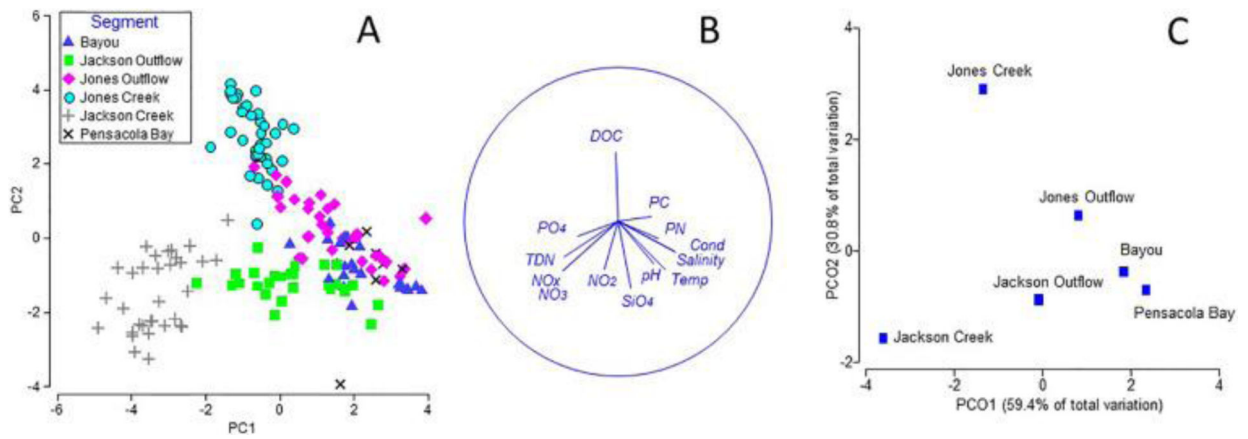 A
B
C
Segment
Bayou
Jackson Outflow
Jones Outflow
Jones Creek
Jackson Creek
Pensacola Bay
6
4
2
0
-2
-4
PC2
-6
-4
-2
0
2
4
PC1
DOC
PC
PO4
PN
Cond
TDN
Salinity
NOx
NO2
pH
Temp
NO3
SiO4
4
2
0
-2
PCO2 (30.8% of total variation)
Jones Creek
Jones Outflow
Bayou
Jackson Outflow
Pensacola Bay
Jackson Creek
-4
-2
0
2
4
PCO1 (59.4% of total variation)